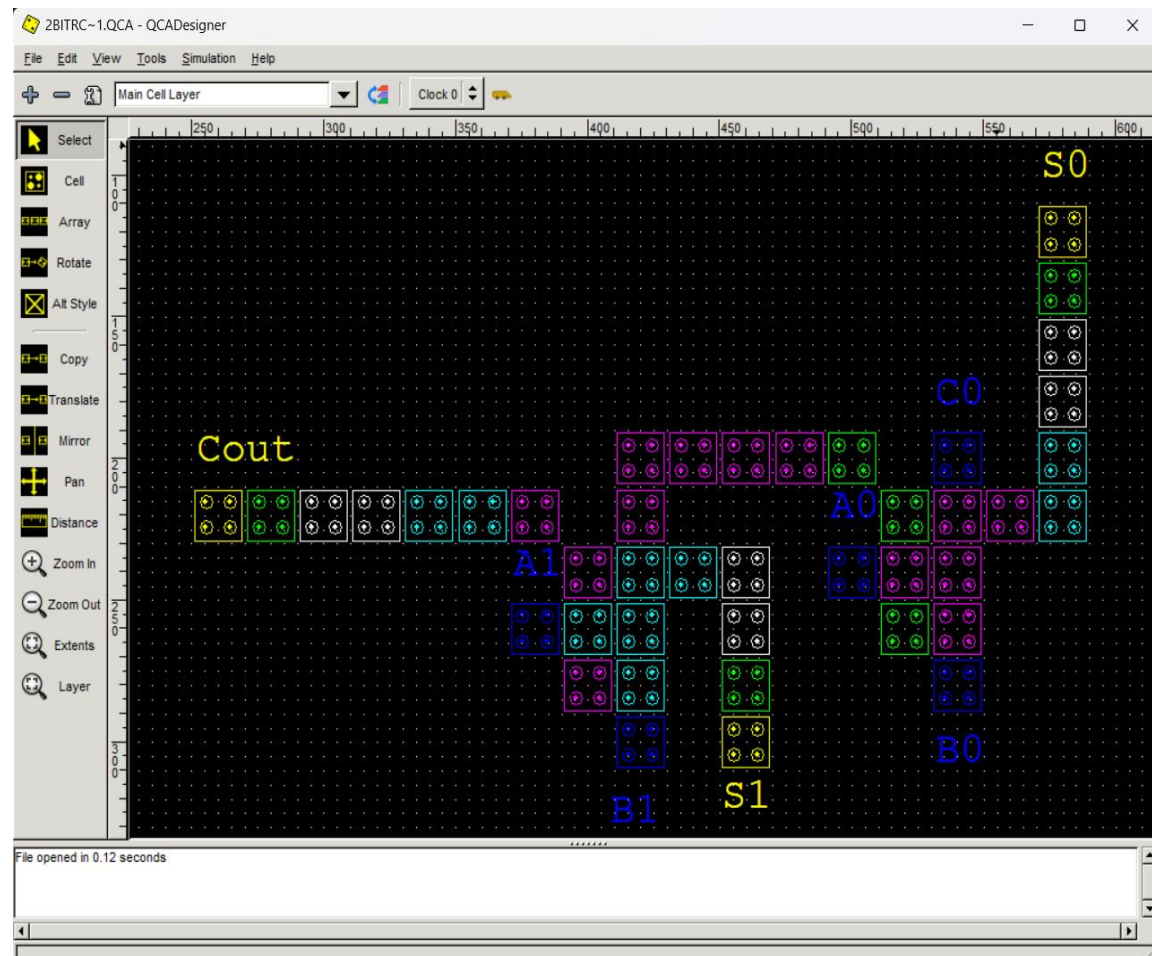 2BITRC~1.QCA - QCADesigner
File Edit View Tools Simulation Help
Main Cell Layer
Clock 0
250 300 350 400 450 500 550 600
Select
Cell
Array
Rotate
Alt Style
Copy
Translate
Mirror
Pan
Distance
Zoom In
Zoom Out
Extents
Layer
100
150
200
250
300
S0
C0
Cout
A0
A1
B0
S1
B1
File opened in 0.12 seconds